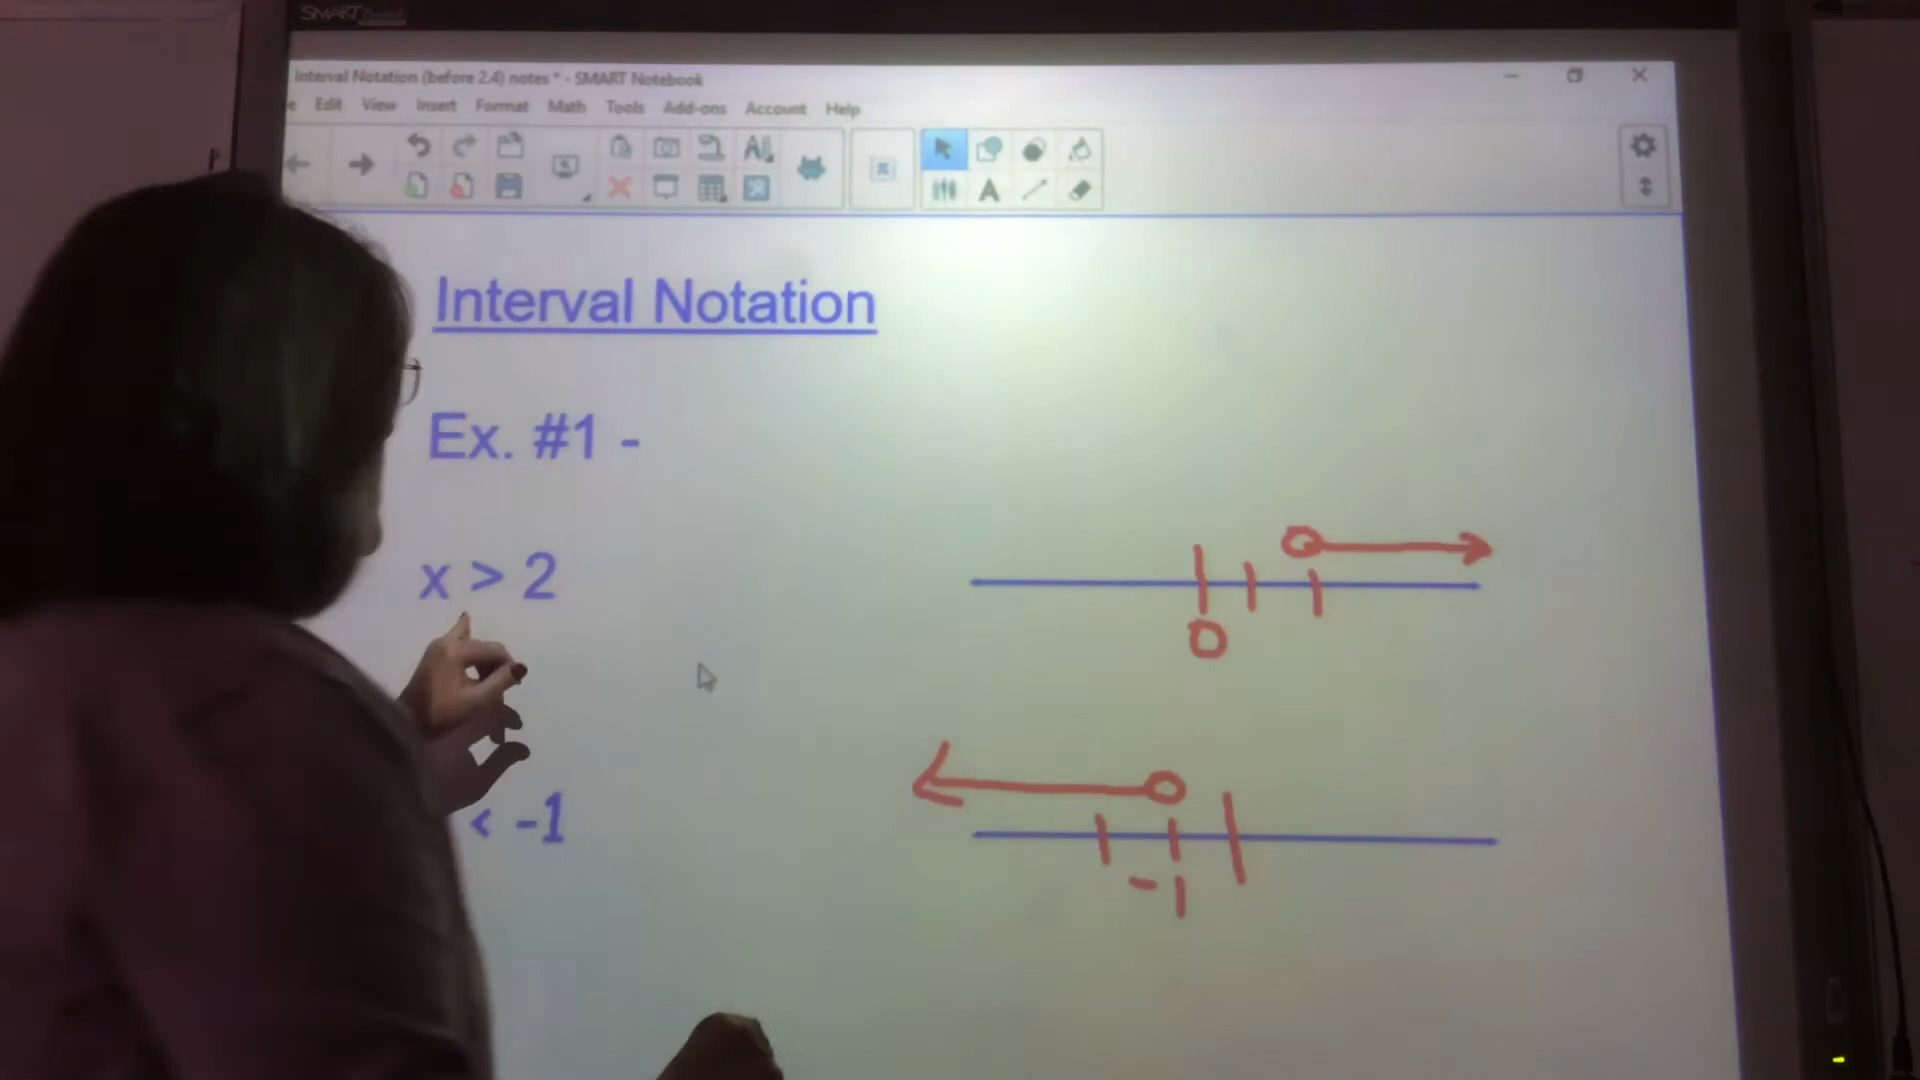 SMART
Interval Notation (before 2.4) notes * - SMART Notebook
e Edit View Insert Format Math Tools Add-ons Account Help
Interval Notation
Ex. #1 -
x > 2
0
< -1
-1